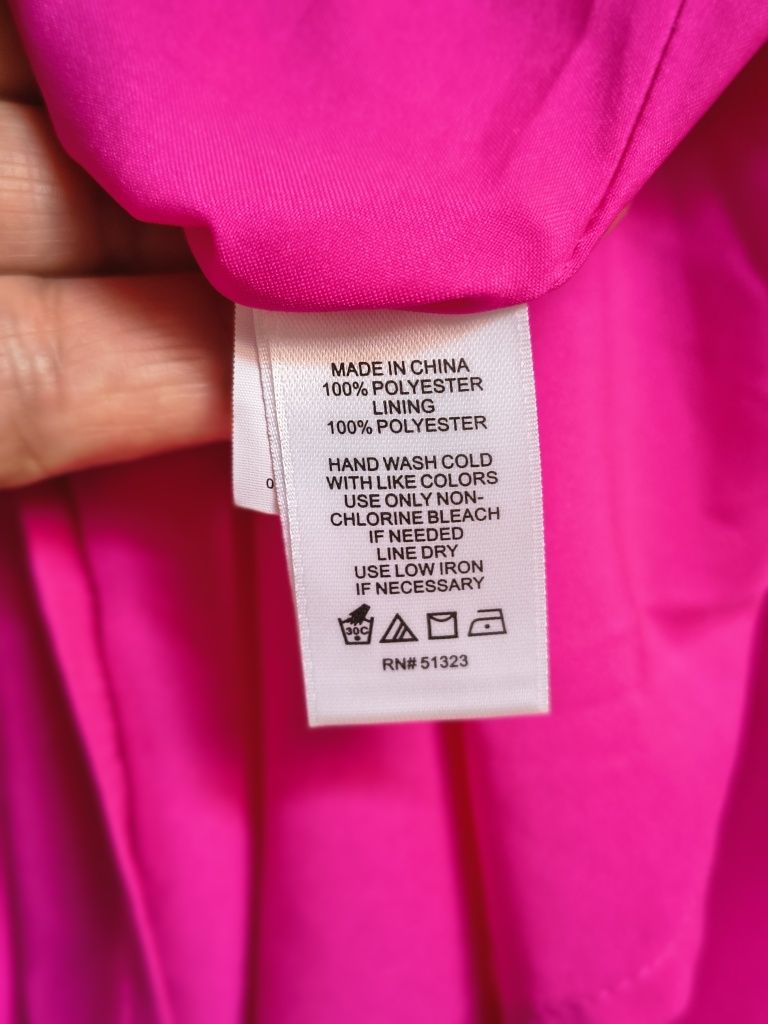 MADE IN CHINA
100% POLYESTER
LINING
100% POLYESTER
HAND WASH COLD
WITH LIKE COLORS
USE ONLY NON-
CHLORINE BLEACH
IF NEEDED
LINE DRY
USE LOW IRON
IF NECESSARY
30C
RN# 51323